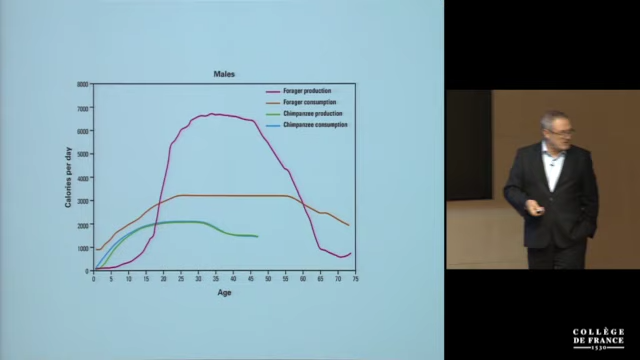 Males
Forager production
Forager consumption
Chimpansee production
Chimpansee consumption
Calories per day
8000
7000
6000
5000
4000
3000
2000
1000
0
0 5 10 15 20 25 30 35 40 45 50 55 60 65 70 75
Age
COLLÈGE
DE FRANCE
1530